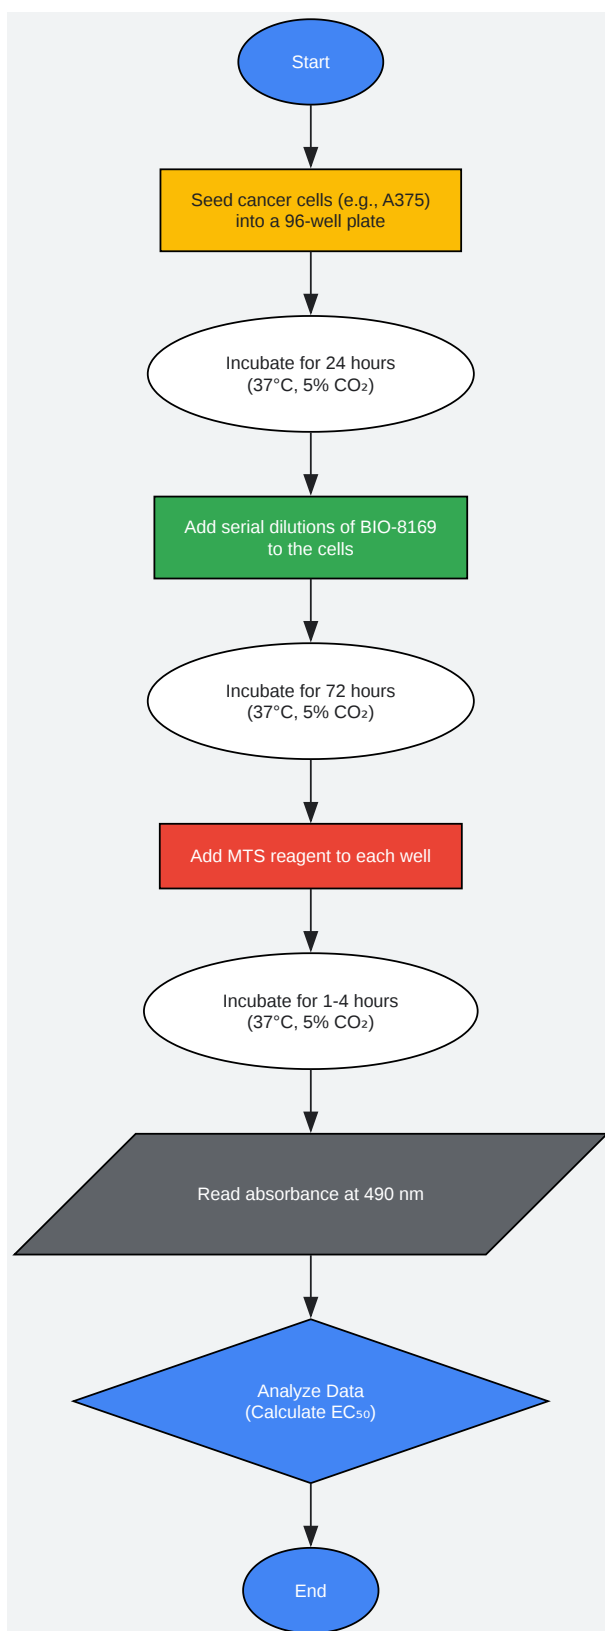 Start
Seed cancer cells (e.g., A375)
into a 96-well plate
Incubate for 24 hours
(37°C, 5% CO₂)
Add serial dilutions of BIO-8169
to the cells
Incubate for 72 hours
(37°C, 5% CO₂)
Add MTS reagent to each well
Incubate for 1-4 hours
(37°C, 5% CO₂)
Read absorbance at 490 nm
Analyze Data
(Calculate EC₅₀)
End